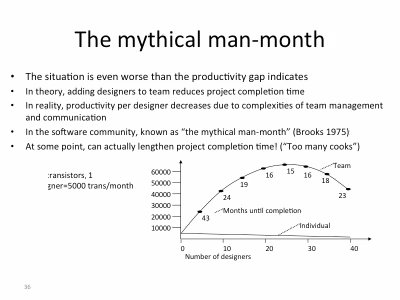 The mythical man-month
• The situation is even worse than the productivity gap indicates
• In theory, adding designers to team reduces project completion time
• In reality, productivity per designer decreases due to complexities of team management
and communication
• In the software community, known as “the mythical man-month” (Brooks 1975)
• At some point, can actually lengthen project completion time! (“Too many cooks”)
transistors, 1
gner=5000 trans/month
60000
50000
40000
30000
20000
10000
43
24
19
16
15
16
18
23
Team
Months until completion
Individual
0 10 20 30 40
Number of designers
36